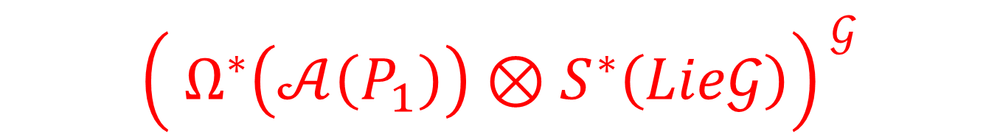 ( Ω*(𝒜(P₁)) ⊗ S*(Lie𝒢) )^𝒢